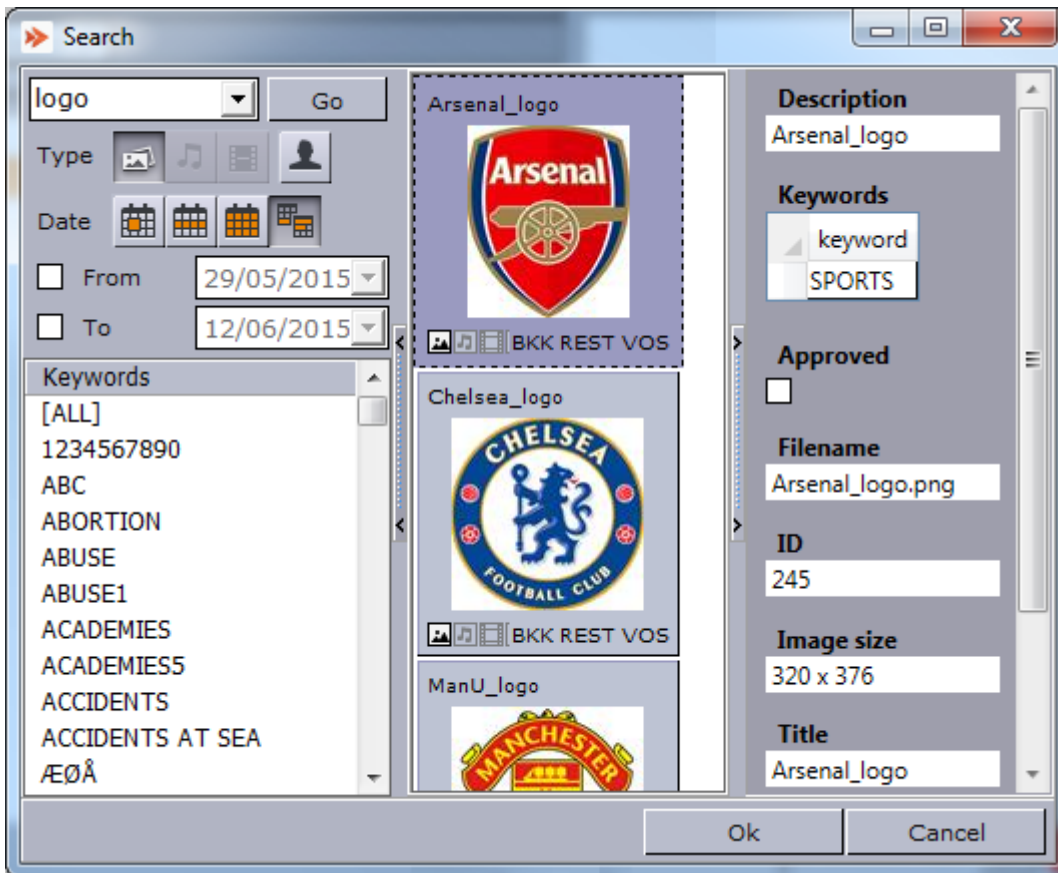 Search
logo
Go
Type
Date
From
29/05/2015
To
12/06/2015
Keywords
[ALL]
1234567890
ABC
ABORTION
ABUSE
ABUSE1
ACADEMIES
ACADEMIES5
ACCIDENTS
ACCIDENTS AT SEA
ÆØÅ
Arsenal_logo
Arsenal
BKK REST VOS
Chelsea_logo
CHELSEA
FOOTBALL CLUB
BKK REST VOS
ManU_logo
MANCHESTER
Description
Arsenal_logo
Keywords
keyword
SPORTS
Approved
Filename
Arsenal_logo.png
ID
245
Image size
320 x 376
Title
Arsenal_logo
Ok
Cancel